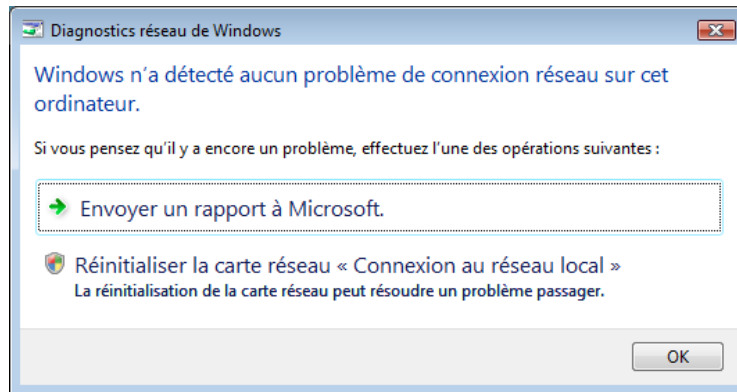 Diagnostics réseau de Windows
Windows n'a détecté aucun problème de connexion réseau sur cet
ordinateur.
Si vous pensez qu'il y a encore un problème, effectuez l'une des opérations suivantes :
Envoyer un rapport à Microsoft.
Réinitialiser la carte réseau « Connexion au réseau local »
La réinitialisation de la carte réseau peut résoudre un problème passager.
OK